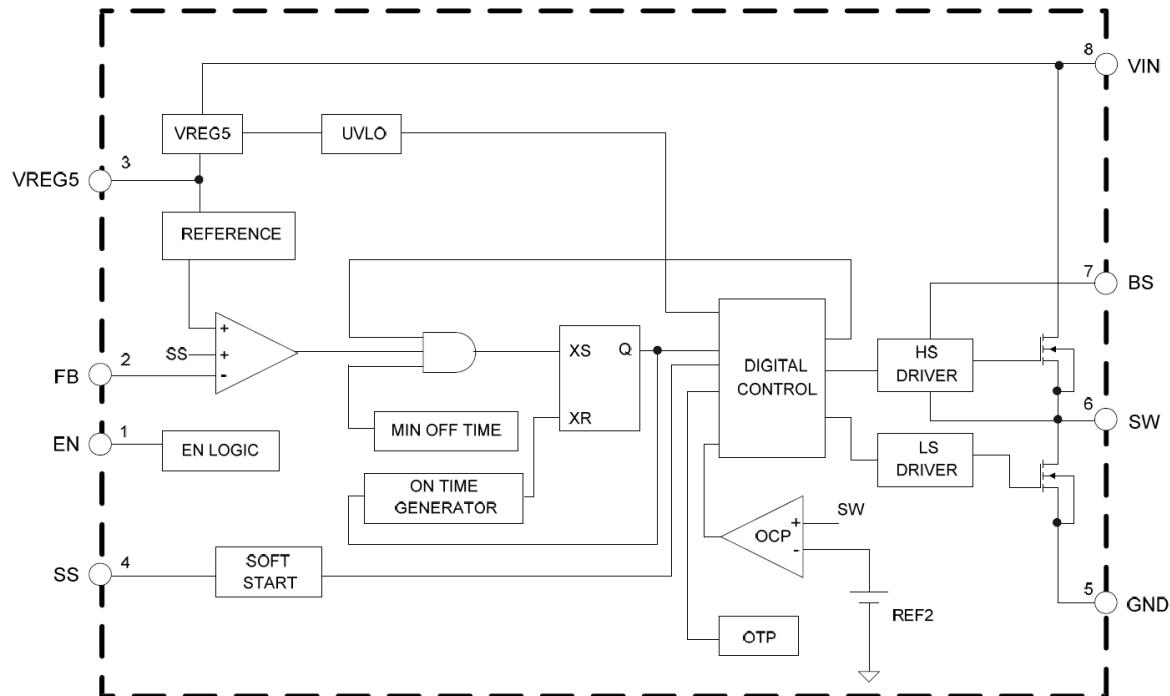 8
VIN
VREG5
UVLO
3
VREG5
REFERENCE
7
BS
+
SS
+
-
2
FB
XS
Q
XR
DIGITAL
CONTROL
HS
DRIVER
6
SW
1
EN
EN LOGIC
MIN OFF TIME
LS
DRIVER
ON TIME
GENERATOR
SW
+
OCP
-
4
SS
SOFT
START
5
GND
REF2
OTP